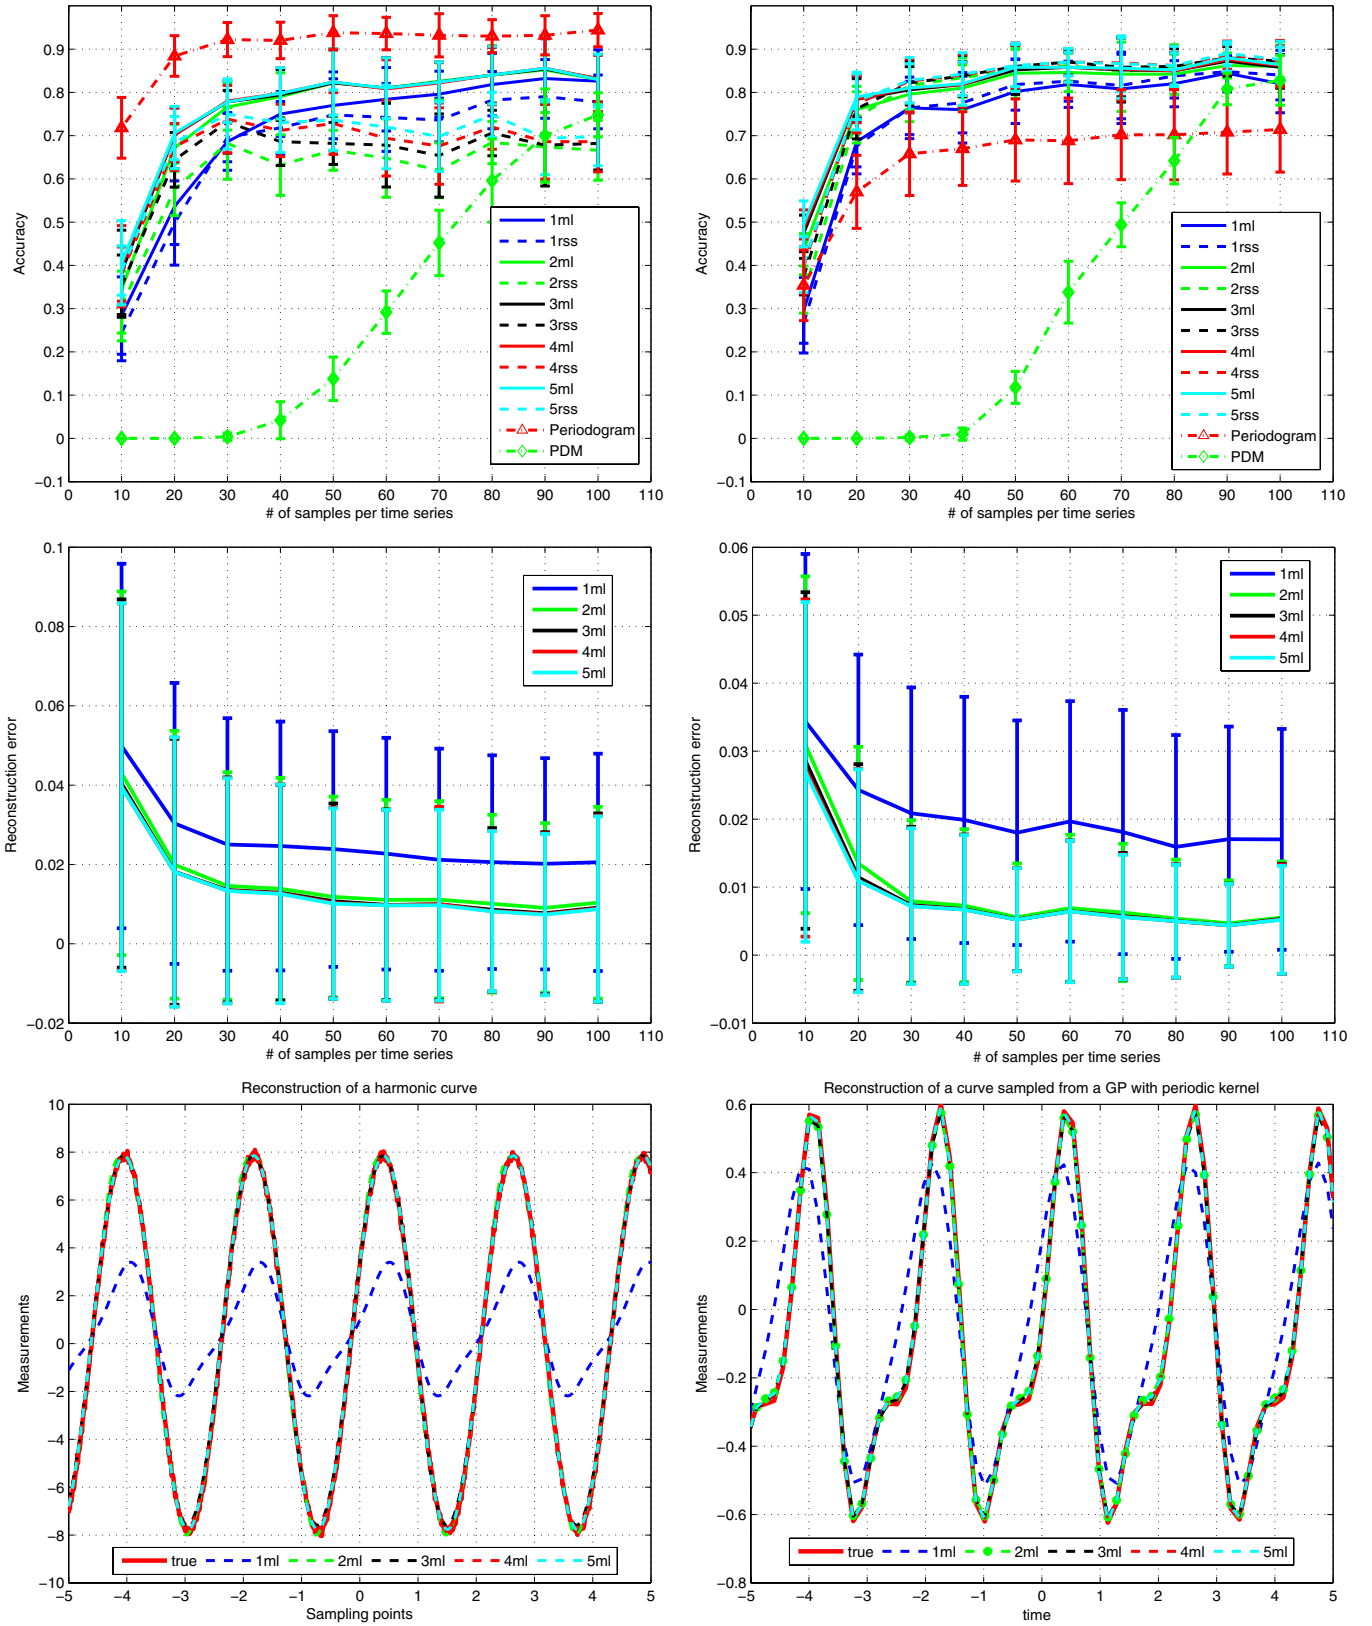 0.9
0.8
0.7
0.6
0.5
0.4
0.3
0.2
0.1
0
−0.1
Accuracy
0 10 20 30 40 50 60 70 80 90 100 110
# of samples per time series
1ml
1rss
2ml
2rss
3ml
3rss
4ml
4rss
5ml
5rss
Periodogram
PDM
0.9
0.8
0.7
0.6
0.5
0.4
0.3
0.2
0.1
0
−0.1
Accuracy
0 10 20 30 40 50 60 70 80 90 100 110
# of samples per time series
1ml
1rss
2ml
2rss
3ml
3rss
4ml
4rss
5ml
5rss
Periodogram
PDM
0.1
0.08
0.06
0.04
0.02
0
−0.02
Reconstruction error
0 10 20 30 40 50 60 70 80 90 100 110
# of samples per time series
1ml
2ml
3ml
4ml
5ml
0.06
0.05
0.04
0.03
0.02
0.01
0
−0.01
Reconstruction error
0 10 20 30 40 50 60 70 80 90 100 110
# of samples per time series
1ml
2ml
3ml
4ml
5ml
Reconstruction of a harmonic curve
10
8
6
4
2
0
−2
−4
−6
−8
−10
Measurements
true 1ml 2ml 3ml 4ml 5ml
−5 −4 −3 −2 −1 0 1 2 3 4 5
Sampling points
Reconstruction of a curve sampled from a GP with periodic kernel
0.6
0.4
0.2
0
−0.2
−0.4
−0.6
−0.8
Measurements
true 1ml 2ml 3ml 4ml 5ml
−5 −4 −3 −2 −1 0 1 2 3 4 5
time